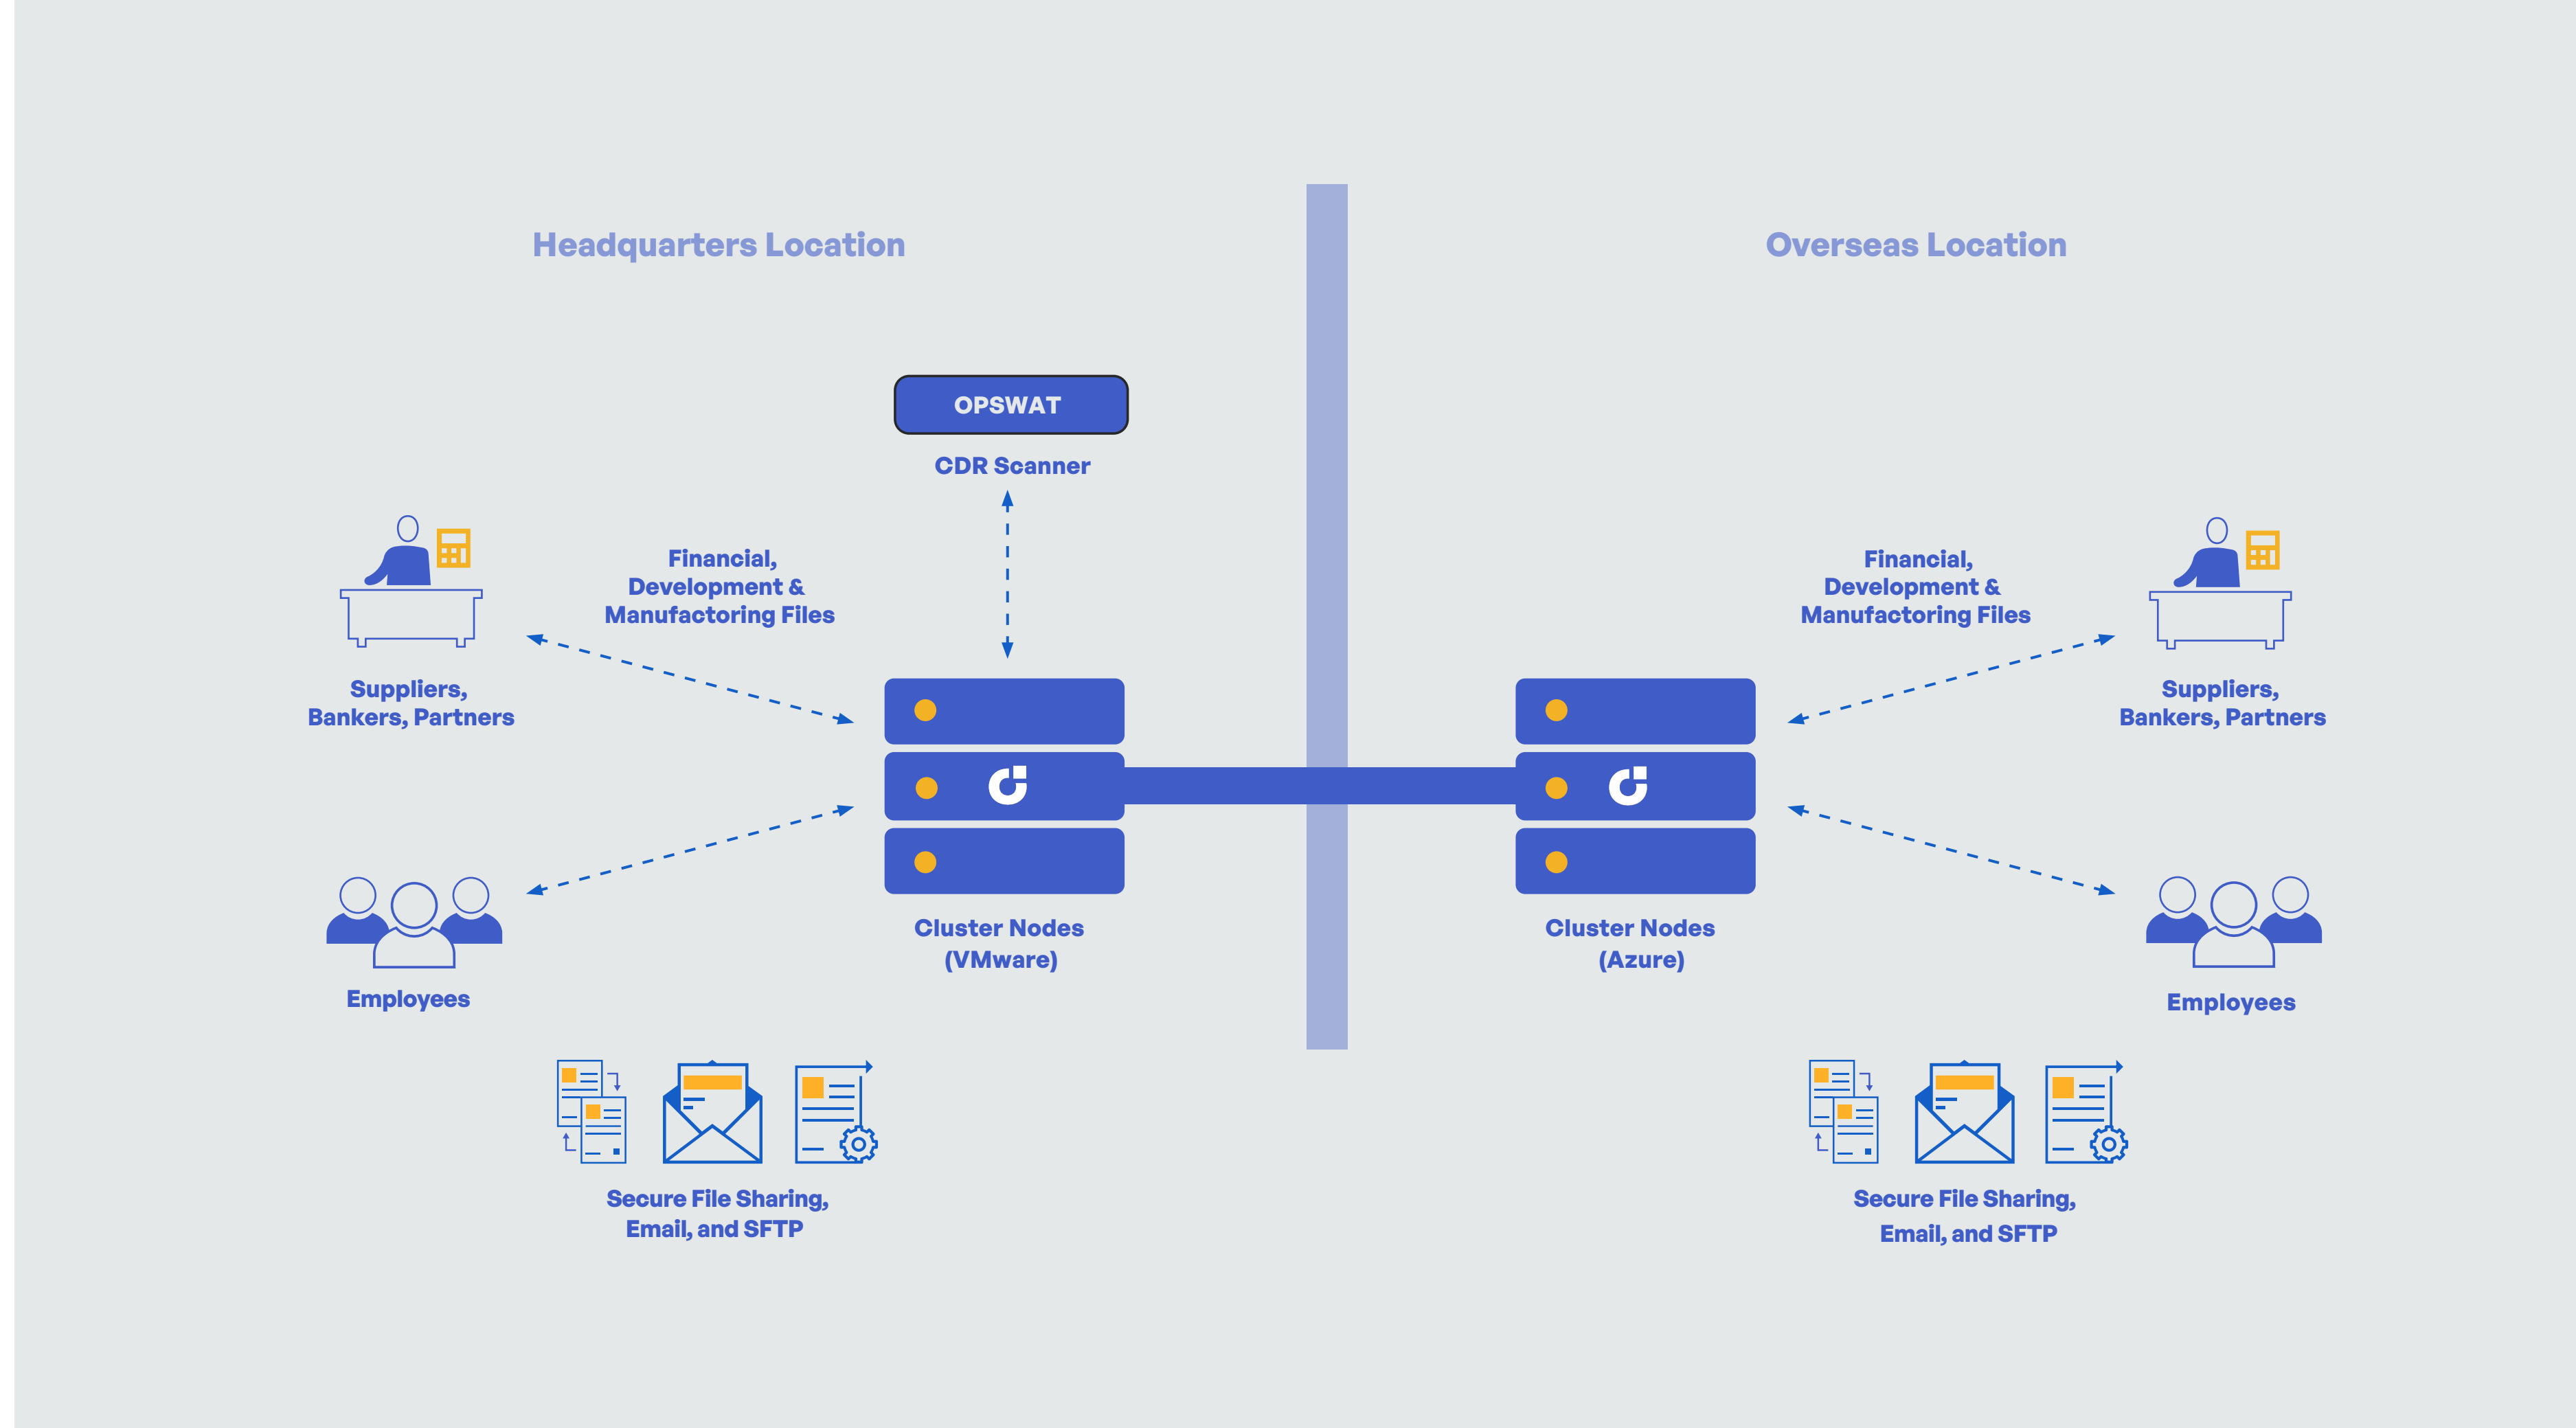 Headquarters Location
Overseas Location
OPSWAT
CDR Scanner
Financial,
Development &
Manufactoring Files
Suppliers,
Bankers, Partners
Employees
Cluster Nodes
(VMware)
Secure File Sharing,
Email, and SFTP
Financial,
Development &
Manufactoring Files
Suppliers,
Bankers, Partners
Cluster Nodes
(Azure)
Employees
Secure File Sharing,
Email, and SFTP